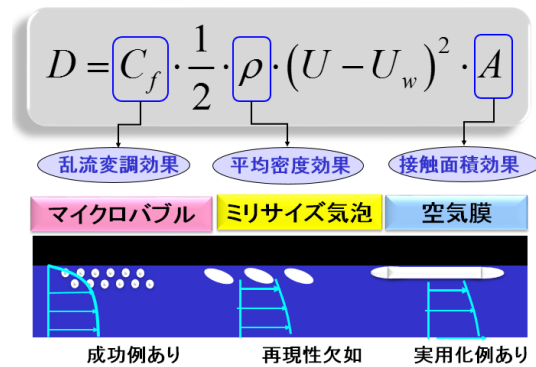 D = C_f · 1/2 · ρ · (U − U_w)² · A
乱流変調効果 平均密度効果 接触面積効果
マイクロバブル ミリサイズ気泡 空気膜
成功例あり 再現性欠如 実用化例あり